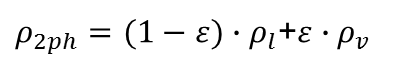 ρ₂ₚₕ = (1 − ε) · ρₗ+ε · ρᵥ